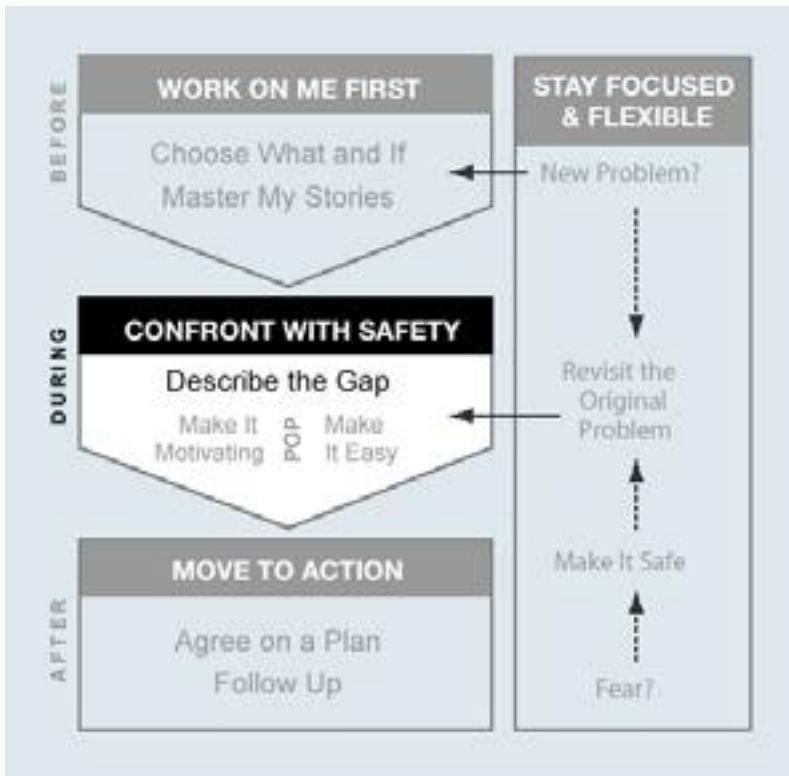 BEFORE
WORK ON ME FIRST
Choose What and If
Master My Stories
DURING
CONFRONT WITH SAFETY
Describe the Gap
Make It
Motivating
POP
Make
It Easy
AFTER
MOVE TO ACTION
Agree on a Plan
Follow Up
STAY FOCUSED
& FLEXIBLE
New Problem?
Revisit the
Original
Problem
Make It Safe
Fear?